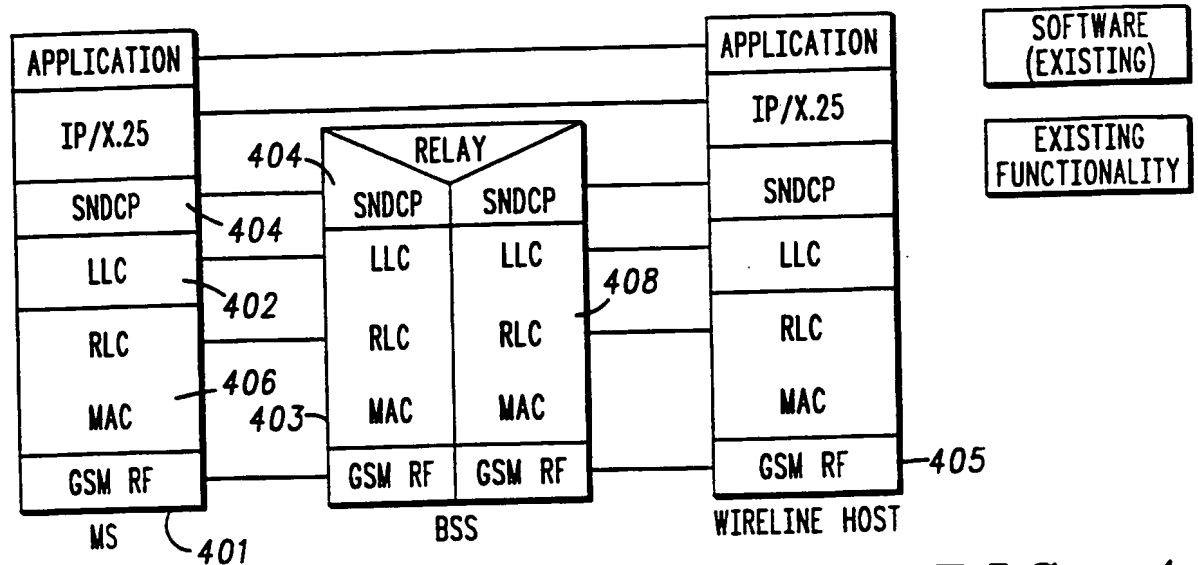 APPLICATION
IP/X.25
SNDCP
404
LLC
402
RLC
406
MAC
GSM RF
MS
401
RELAY
404
SNDCP SNDCP
LLC LLC
408
RLC RLC
403
MAC MAC
GSM RF GSM RF
BSS
APPLICATION
IP/X.25
SNDCP
LLC
RLC
MAC
GSM RF
405
WIRELINE HOST
SOFTWARE
(EXISTING)
EXISTING
FUNCTIONALITY